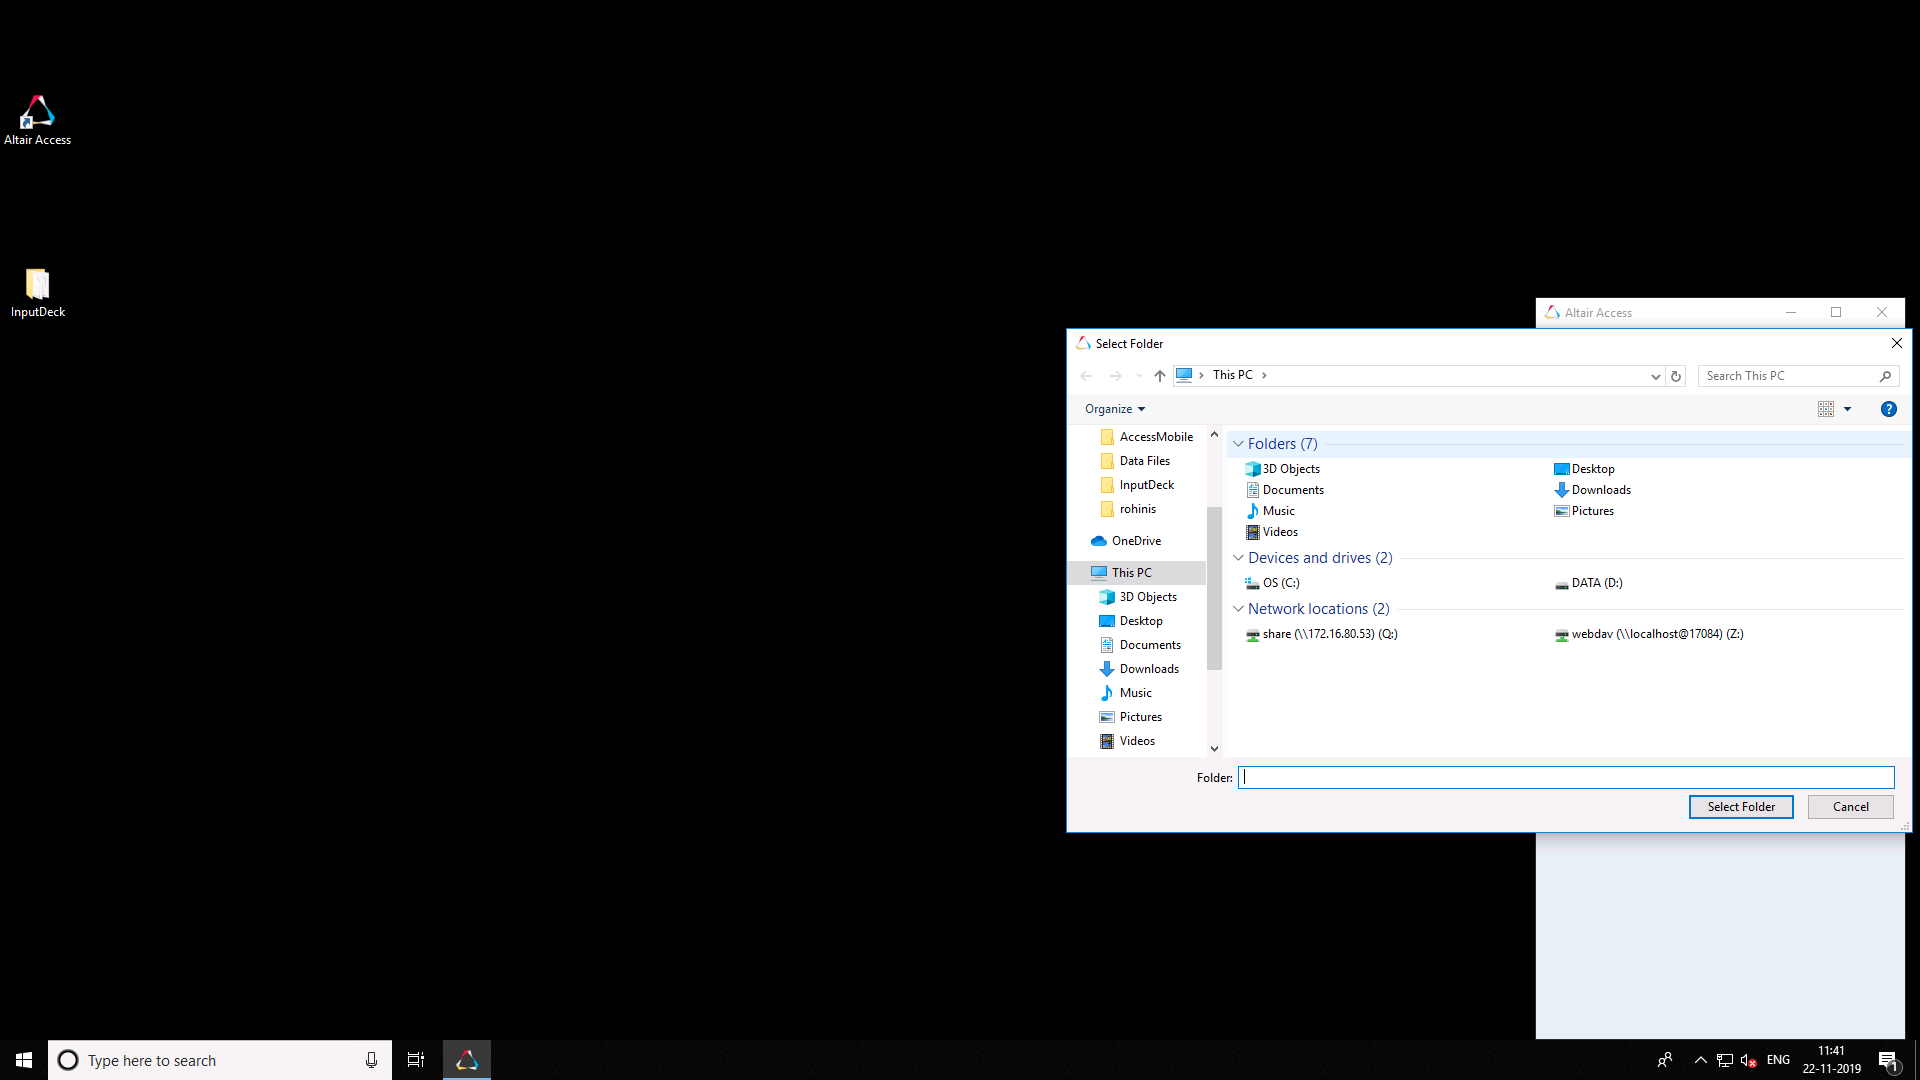 Altair Access
InputDeck
Altair Access
Select Folder
This PC
Search This PC
Organize
AccessMobile
Data Files
InputDeck
rohinis
OneDrive
This PC
3D Objects
Desktop
Documents
Downloads
Music
Pictures
Videos
Folders (7)
3D Objects
Desktop
Documents
Downloads
Music
Pictures
Videos
Devices and drives (2)
OS (C:)
DATA (D:)
Network locations (2)
share (\\172.16.80.53) (Q:)
webdav (\\localhost@17084) (Z:)
Folder:
Select Folder
Cancel
Type here to search
ENG
11:41
22-11-2019
1